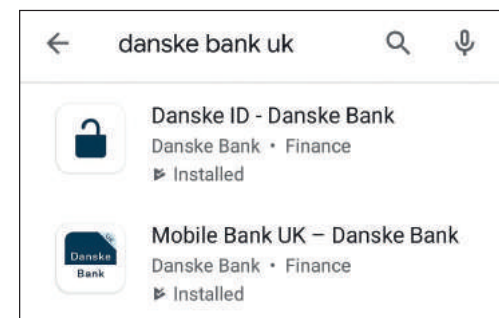 danske bank uk
Danske ID - Danske Bank
Danske Bank • Finance
Installed
UK
Danske
Bank
Mobile Bank UK – Danske Bank
Danske Bank • Finance
Installed